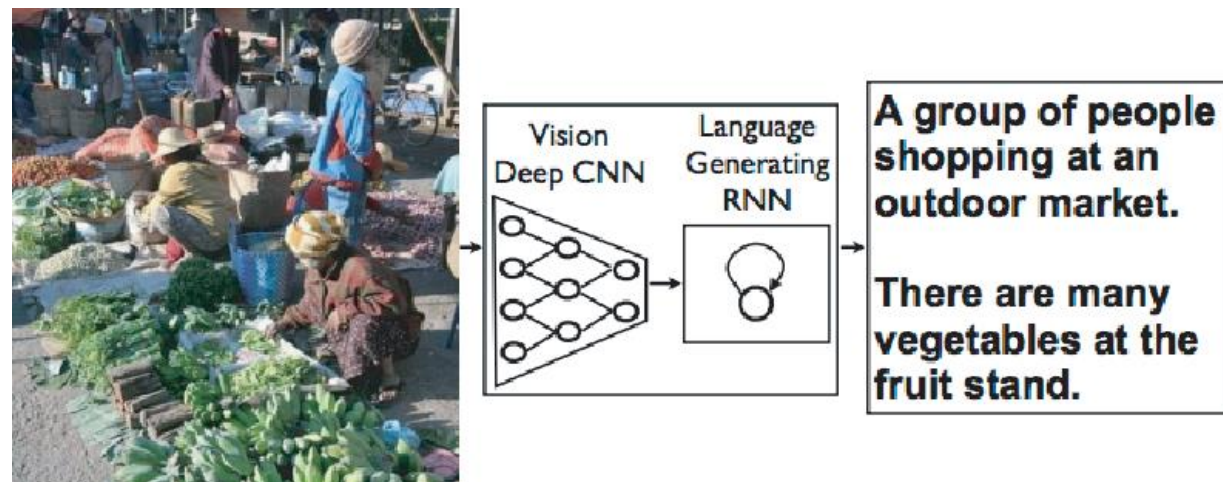 Vision
Deep CNN
Language
Generating
RNN
A group of people
shopping at an
outdoor market.
There are many
vegetables at the
fruit stand.